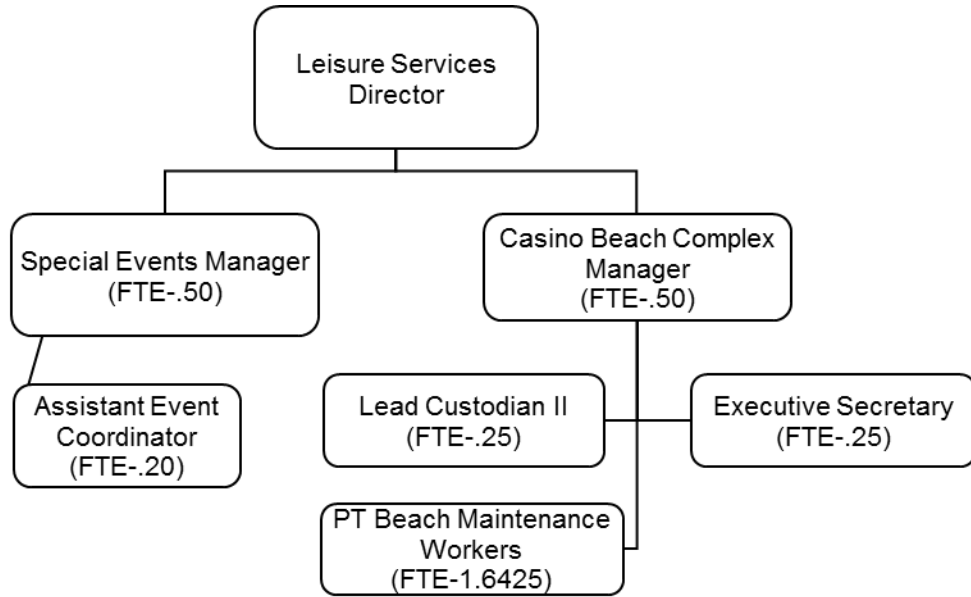 Leisure Services
Director
Special Events Manager
(FTE-.50)
Casino Beach Complex
Manager
(FTE-.50)
Assistant Event
Coordinator
(FTE-.20)
Lead Custodian II
(FTE-.25)
Executive Secretary
(FTE-.25)
PT Beach Maintenance
Workers
(FTE-1.6425)